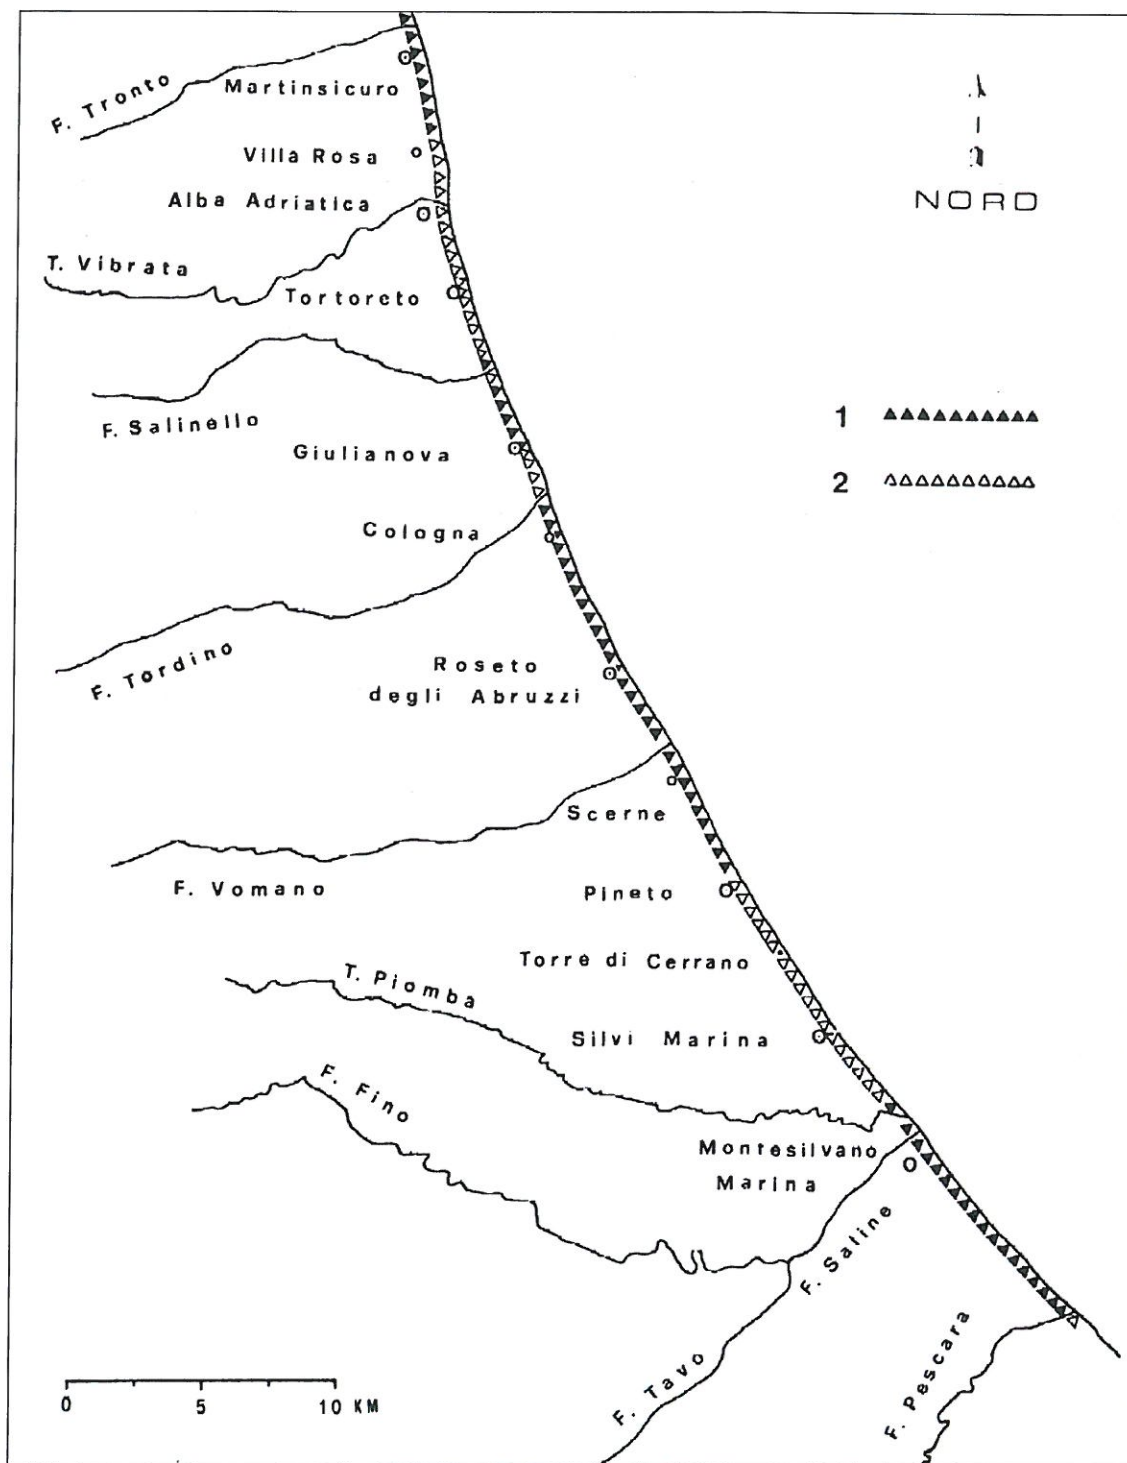 F. Tronto
Martinsicuro
Villa Rosa
Alba Adriatica
NORD
T. Vibrata
Tortoreto
F. Salinello
1
Giulianova
2
Cologna
F. Tordino
Roseto
degli Abruzzi
Scerne
F. Vomano
Pineto
Torre di Cerrano
T. Piomba
Silvi Marina
F. Fino
Montesilvano
Marina
F. Saline
F. Tavo
F. Pescara
0 5 10 KM